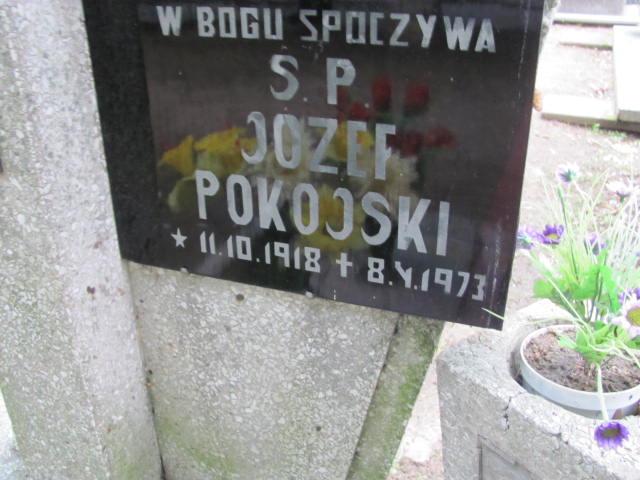 W BOGU SPOCZYWA
Ś. P.
JÓZEF
POKOJSKI
* 11.10.1918 + 8.V.1973